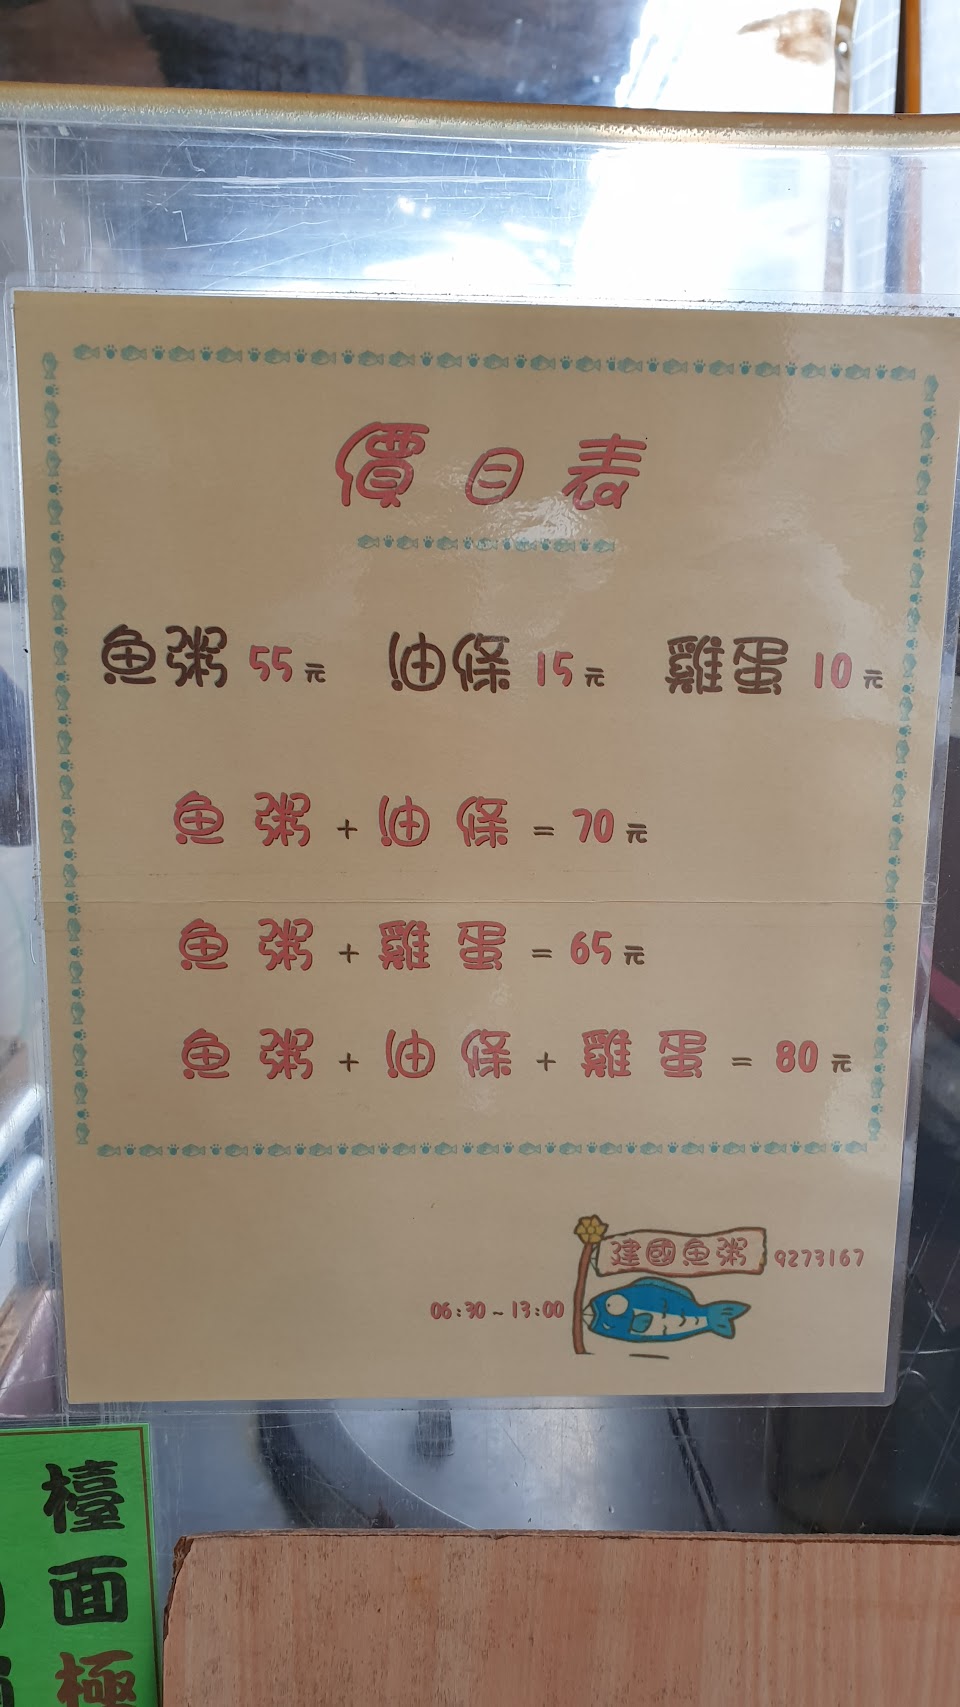 價目表
魚粥 55元 油條 15元 雞蛋 10元
魚粥 + 油條 = 70元
魚粥 + 雞蛋 = 65元
魚粥 + 油條 + 雞蛋 = 80元
建國魚粥 9273167
06:30 ~ 13:00
檯面極